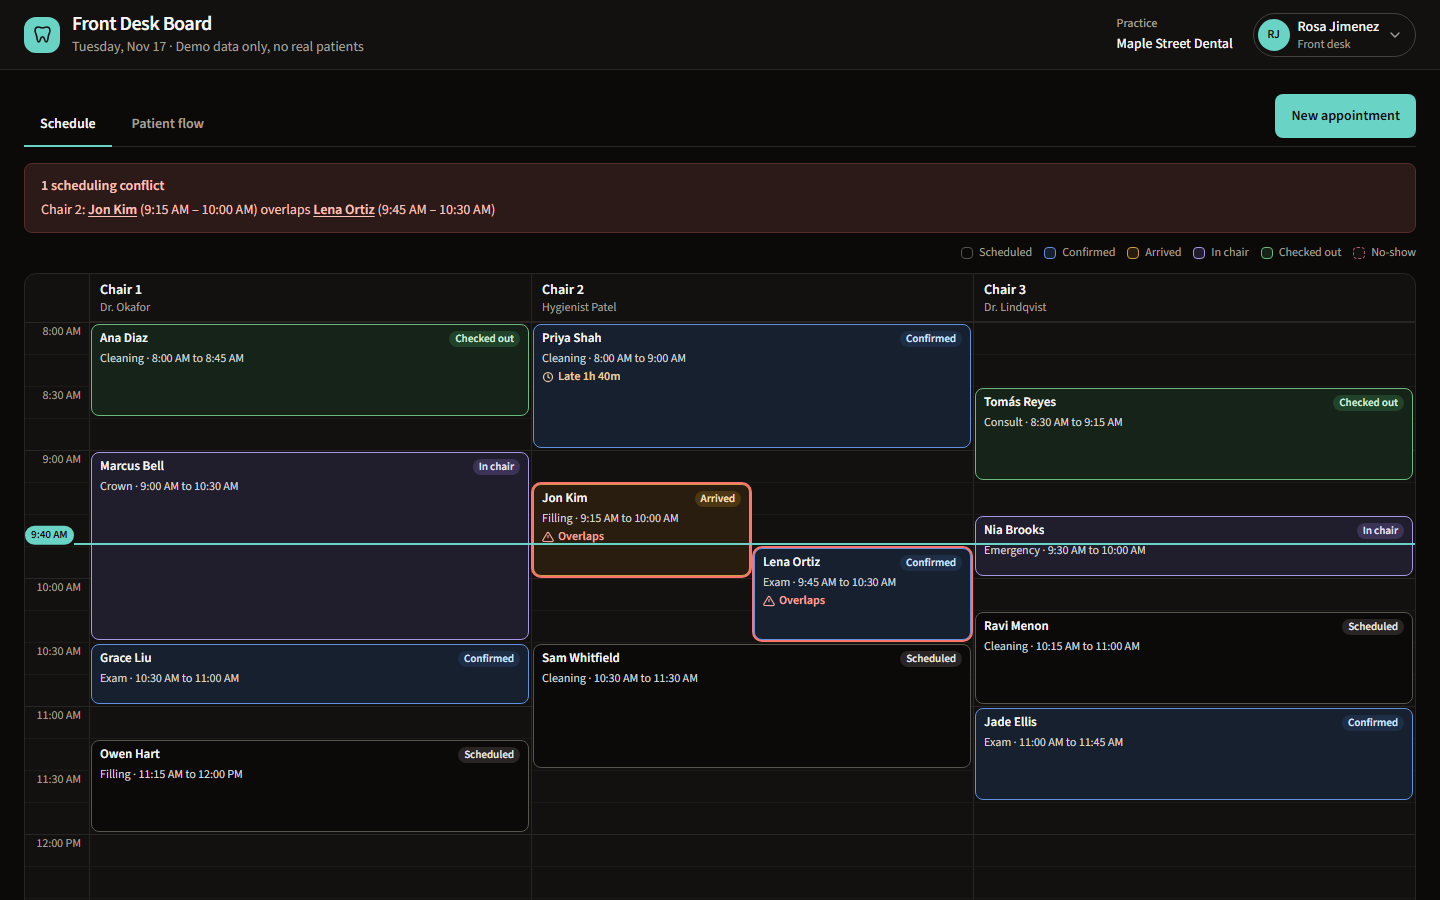 Front Desk Board
Tuesday, Nov 17 · Demo data only, no real patients
Practice
Maple Street Dental
RJ
Rosa Jimenez
Front desk
Schedule
Patient flow
New appointment
1 scheduling conflict
Chair 2: Jon Kim (9:15 AM – 10:00 AM) overlaps Lena Ortiz (9:45 AM – 10:30 AM)
Scheduled
Confirmed
Arrived
In chair
Checked out
No-show
Chair 1
Dr. Okafor
Chair 2
Hygienist Patel
Chair 3
Dr. Lindqvist
8:00 AM
8:30 AM
9:00 AM
9:40 AM
10:00 AM
10:30 AM
11:00 AM
11:30 AM
12:00 PM
Ana Diaz
Checked out
Cleaning · 8:00 AM to 8:45 AM
Marcus Bell
In chair
Crown · 9:00 AM to 10:30 AM
Grace Liu
Confirmed
Exam · 10:30 AM to 11:00 AM
Owen Hart
Scheduled
Filling · 11:15 AM to 12:00 PM
Priya Shah
Confirmed
Cleaning · 8:00 AM to 9:00 AM
Late 1h 40m
Jon Kim
Arrived
Filling · 9:15 AM to 10:00 AM
Overlaps
Lena Ortiz
Confirmed
Exam · 9:45 AM to 10:30 AM
Overlaps
Sam Whitfield
Scheduled
Cleaning · 10:30 AM to 11:30 AM
Tomás Reyes
Checked out
Consult · 8:30 AM to 9:15 AM
Nia Brooks
In chair
Emergency · 9:30 AM to 10:00 AM
Ravi Menon
Scheduled
Cleaning · 10:15 AM to 11:00 AM
Jade Ellis
Confirmed
Exam · 11:00 AM to 11:45 AM